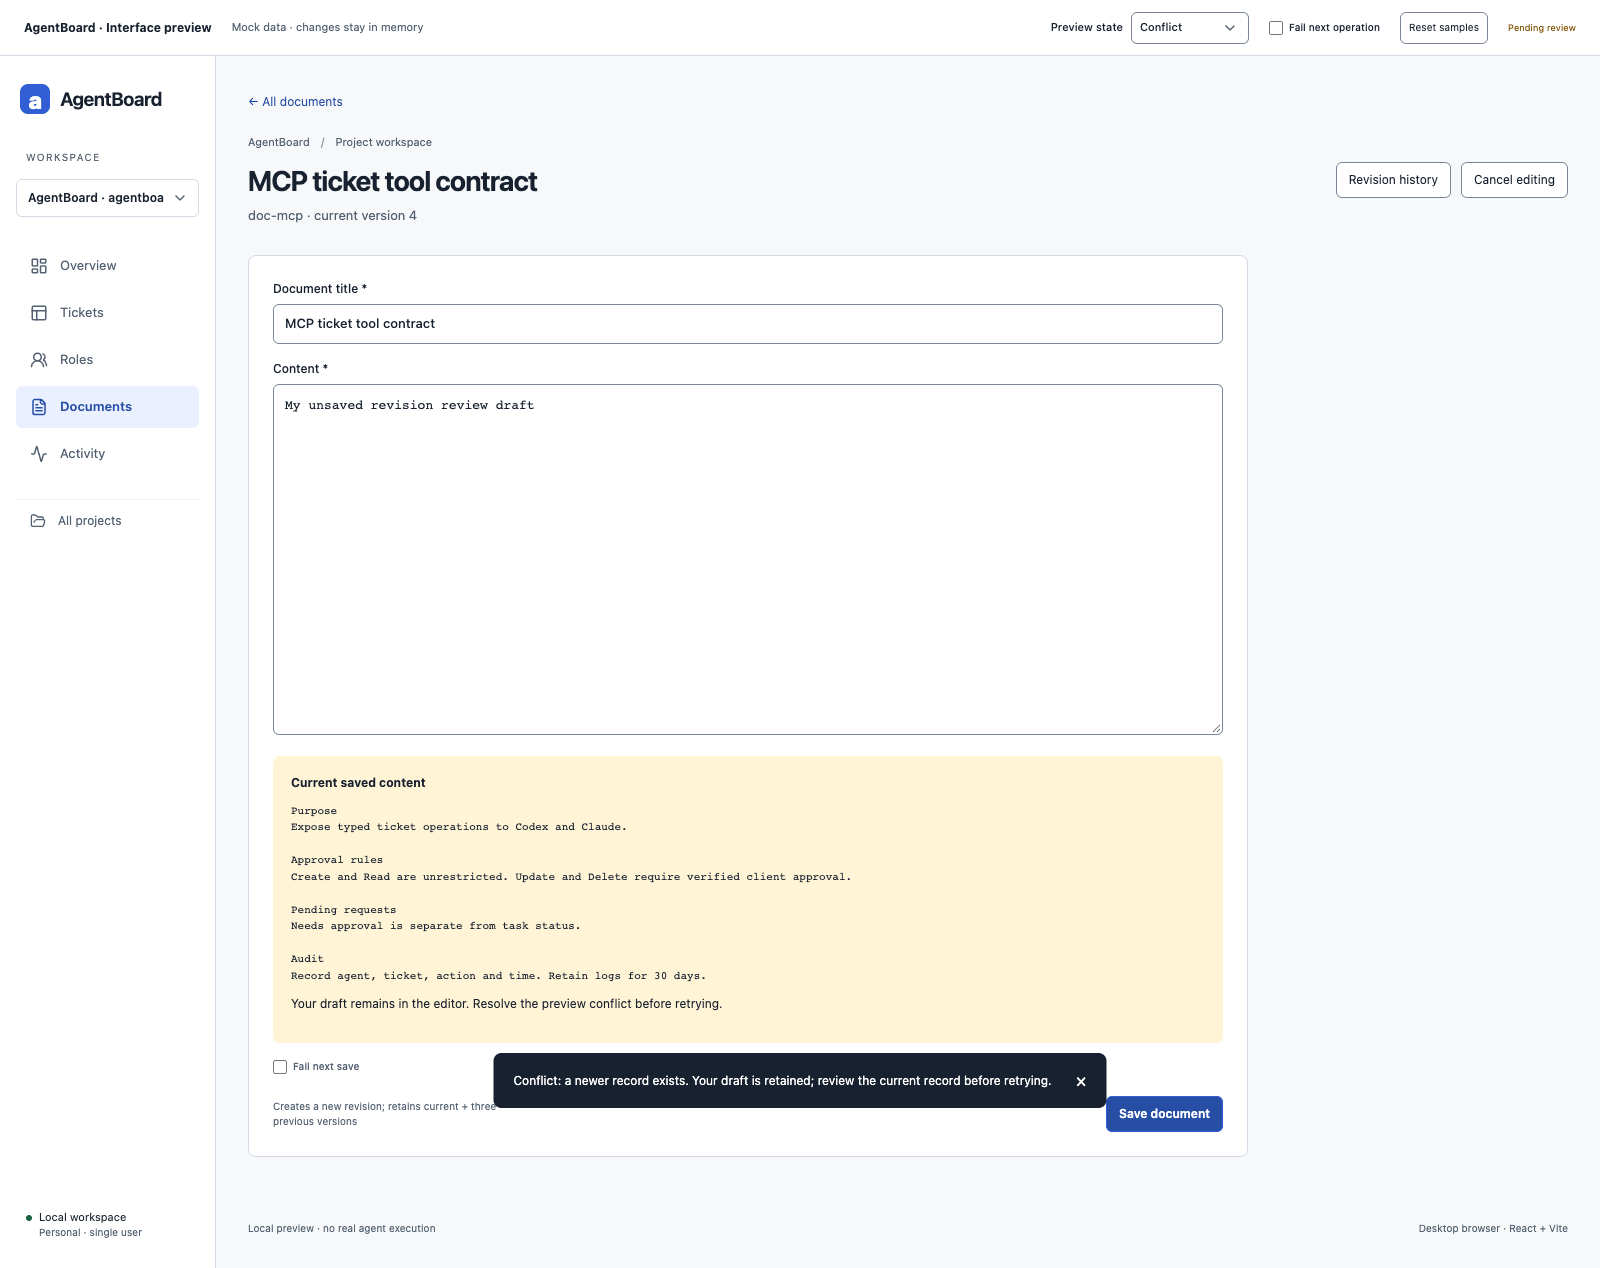 AgentBoard · Interface preview
Mock data · changes stay in memory
Preview state
Conflict
Fail next operation
Reset samples
Pending review
a
AgentBoard
WORKSPACE
AgentBoard · agentboa
Overview
Tickets
Roles
Documents
Activity
All projects
Local workspace
Personal · single user
← All documents
AgentBoard / Project workspace
MCP ticket tool contract
doc-mcp · current version 4
Revision history
Cancel editing
Document title *
MCP ticket tool contract
Content *
My unsaved revision review draft
Current saved content
Purpose
Expose typed ticket operations to Codex and Claude.
Approval rules
Create and Read are unrestricted. Update and Delete require verified client approval.
Pending requests
Needs approval is separate from task status.
Audit
Record agent, ticket, action and time. Retain logs for 30 days.
Your draft remains in the editor. Resolve the preview conflict before retrying.
Fail next save
Conflict: a newer record exists. Your draft is retained; review the current record before retrying.
Creates a new revision; retains current + three
previous versions
Save document
Local preview · no real agent execution
Desktop browser · React + Vite